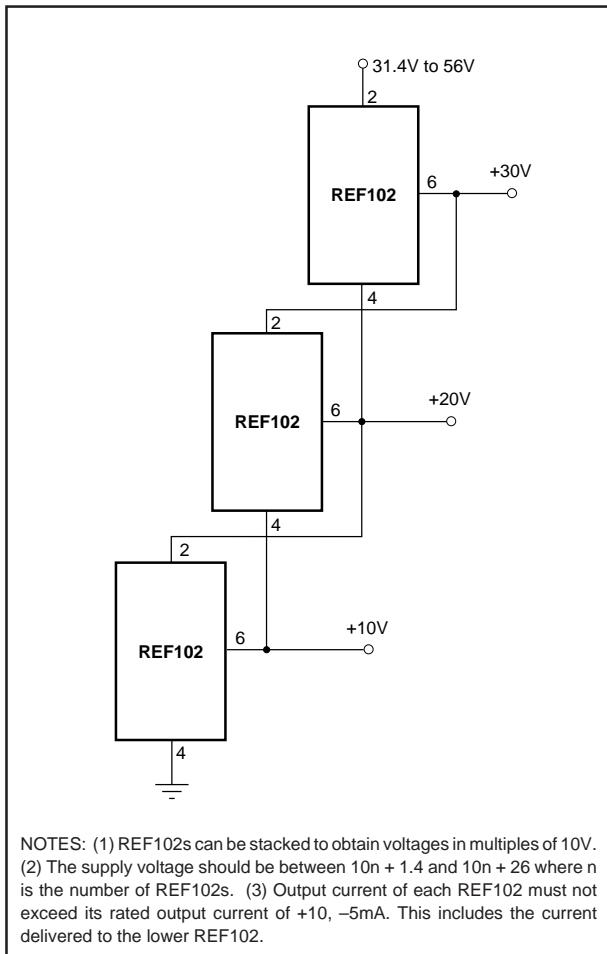 31.4V to 56V
2
REF102
6
+30V
4
2
REF102
6
+20V
4
2
REF102
6
+10V
4
NOTES: (1) REF102s can be stacked to obtain voltages in multiples of 10V.
(2) The supply voltage should be between 10n + 1.4 and 10n + 26 where n
is the number of REF102s. (3) Output current of each REF102 must not
exceed its rated output current of +10, –5mA. This includes the current
delivered to the lower REF102.